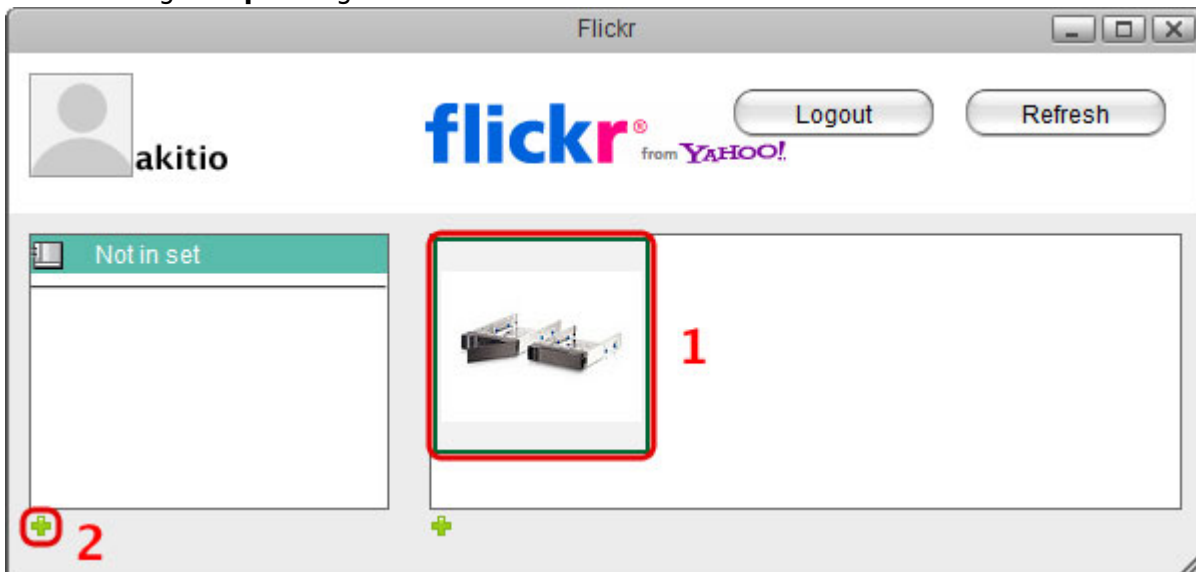 Flickr
akitio
flickr® from YAHOO!
Logout
Refresh
Not in set
1
2